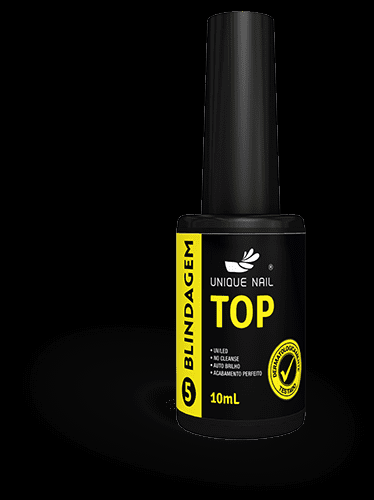 UNIQUE NAIL ®
TOP
• UV/LED
• NO CLEANSE
• AUTO BRILHO
• ACABAMENTO PERFEITO
10mL
5 BLINDAGEM
DERMATOLOGICAMENTE
TESTADO